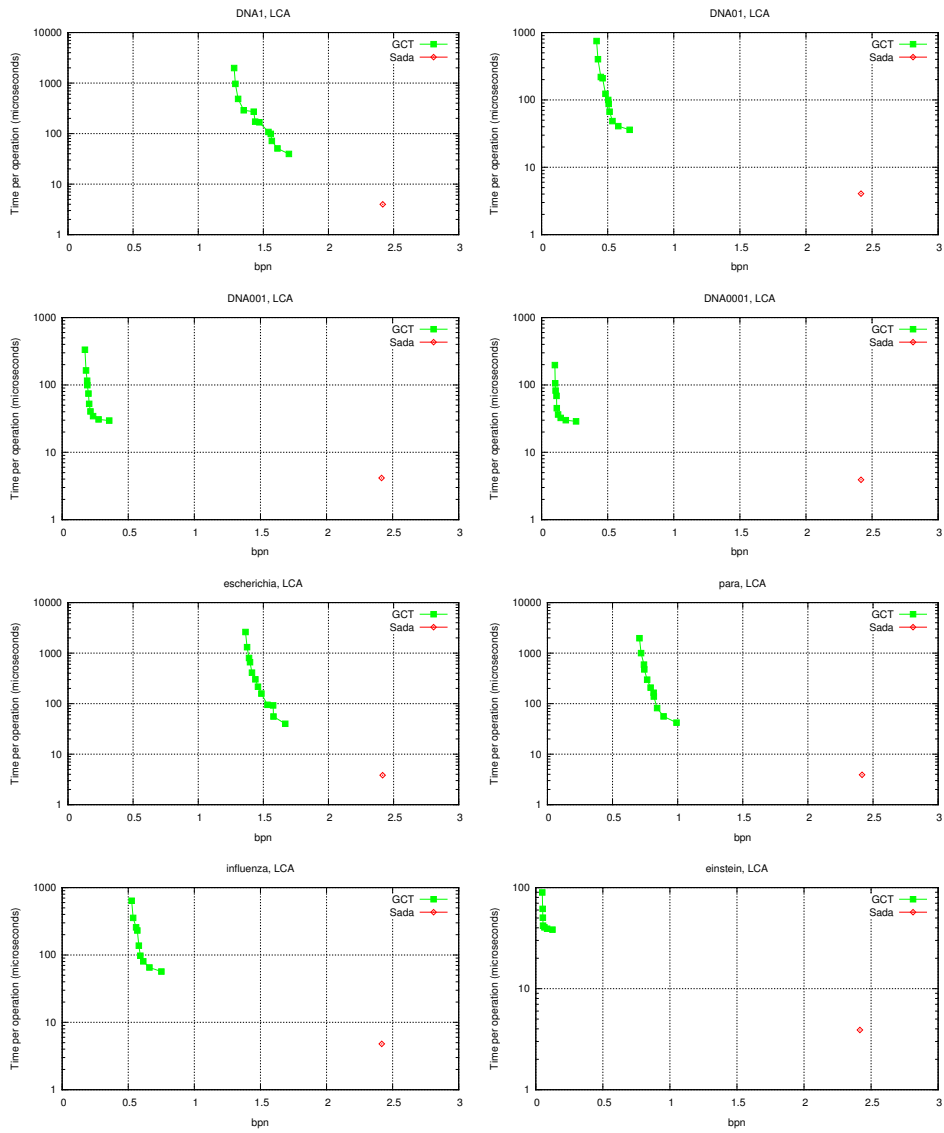 DNA1, LCA
Time per operation (microseconds)
10000
1000
100
10
1
GCT
Sada
0 0.5 1 1.5 2 2.5 3
bpn
DNA01, LCA
Time per operation (microseconds)
1000
100
10
1
GCT
Sada
0 0.5 1 1.5 2 2.5 3
bpn
DNA001, LCA
Time per operation (microseconds)
1000
100
10
1
GCT
Sada
0 0.5 1 1.5 2 2.5 3
bpn
DNA0001, LCA
Time per operation (microseconds)
1000
100
10
1
GCT
Sada
0 0.5 1 1.5 2 2.5 3
bpn
escherichia, LCA
Time per operation (microseconds)
10000
1000
100
10
1
GCT
Sada
0 0.5 1 1.5 2 2.5 3
bpn
para, LCA
Time per operation (microseconds)
10000
1000
100
10
1
GCT
Sada
0 0.5 1 1.5 2 2.5 3
bpn
influenza, LCA
Time per operation (microseconds)
1000
100
10
1
GCT
Sada
0 0.5 1 1.5 2 2.5 3
bpn
einstein, LCA
Time per operation (microseconds)
100
10
1
GCT
Sada
0 0.5 1 1.5 2 2.5 3
bpn